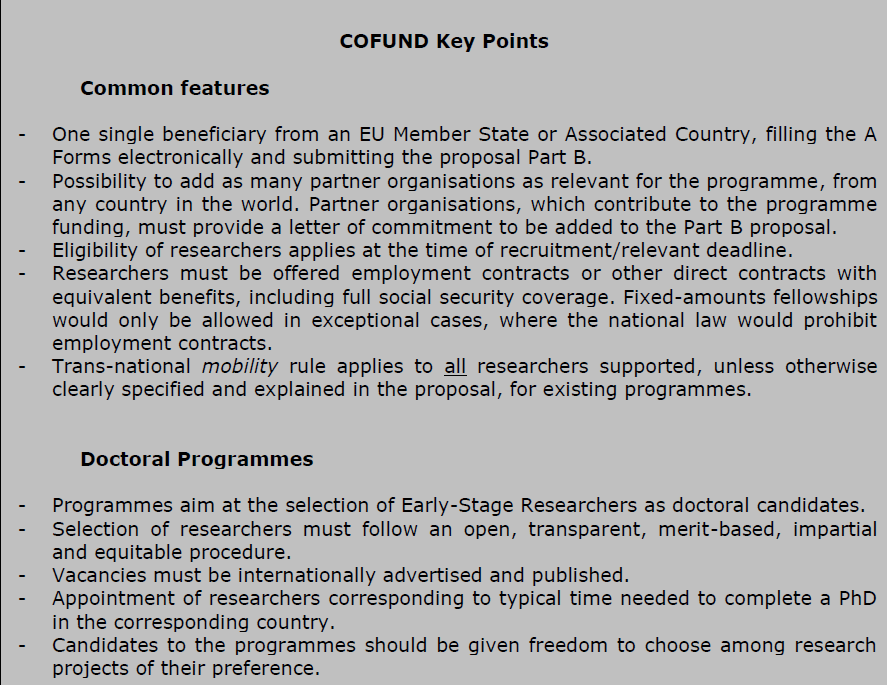 COFUND Key Points
Common features
- One single beneficiary from an EU Member State or Associated Country, filling the A
Forms electronically and submitting the proposal Part B.
- Possibility to add as many partner organisations as relevant for the programme, from
any country in the world. Partner organisations, which contribute to the programme
funding, must provide a letter of commitment to be added to the Part B proposal.
- Eligibility of researchers applies at the time of recruitment/relevant deadline.
- Researchers must be offered employment contracts or other direct contracts with
equivalent benefits, including full social security coverage. Fixed-amounts fellowships
would only be allowed in exceptional cases, where the national law would prohibit
employment contracts.
- Trans-national mobility rule applies to all researchers supported, unless otherwise
clearly specified and explained in the proposal, for existing programmes.
Doctoral Programmes
- Programmes aim at the selection of Early-Stage Researchers as doctoral candidates.
- Selection of researchers must follow an open, transparent, merit-based, impartial
and equitable procedure.
- Vacancies must be internationally advertised and published.
- Appointment of researchers corresponding to typical time needed to complete a PhD
in the corresponding country.
- Candidates to the programmes should be given freedom to choose among research
projects of their preference.